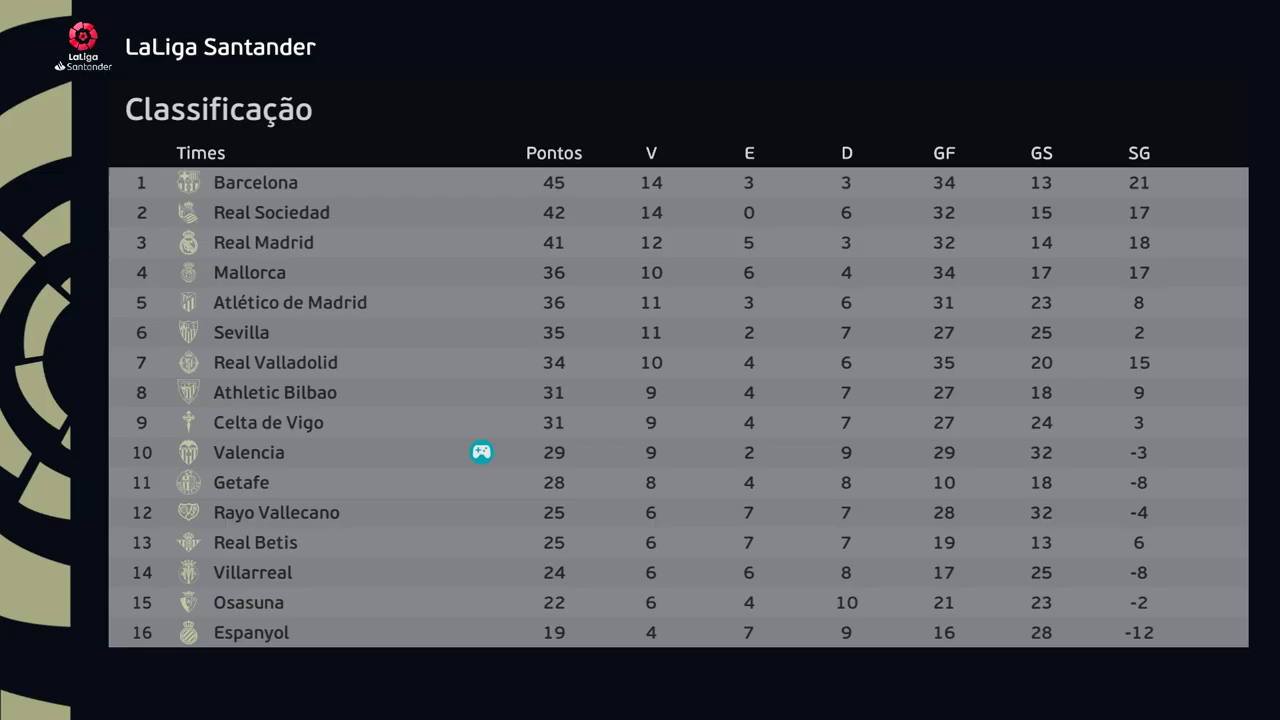 LaLiga Santander
LaLiga
Santander
Classificação
Times Pontos V E D GF GS SG
1 Barcelona 45 14 3 3 34 13 21
2 Real Sociedad 42 14 0 6 32 15 17
3 Real Madrid 41 12 5 3 32 14 18
4 Mallorca 36 10 6 4 34 17 17
5 Atlético de Madrid 36 11 3 6 31 23 8
6 Sevilla 35 11 2 7 27 25 2
7 Real Valladolid 34 10 4 6 35 20 15
8 Athletic Bilbao 31 9 4 7 27 18 9
9 Celta de Vigo 31 9 4 7 27 24 3
10 Valencia 29 9 2 9 29 32 -3
11 Getafe 28 8 4 8 10 18 -8
12 Rayo Vallecano 25 6 7 7 28 32 -4
13 Real Betis 25 6 7 7 19 13 6
14 Villarreal 24 6 6 8 17 25 -8
15 Osasuna 22 6 4 10 21 23 -2
16 Espanyol 19 4 7 9 16 28 -12